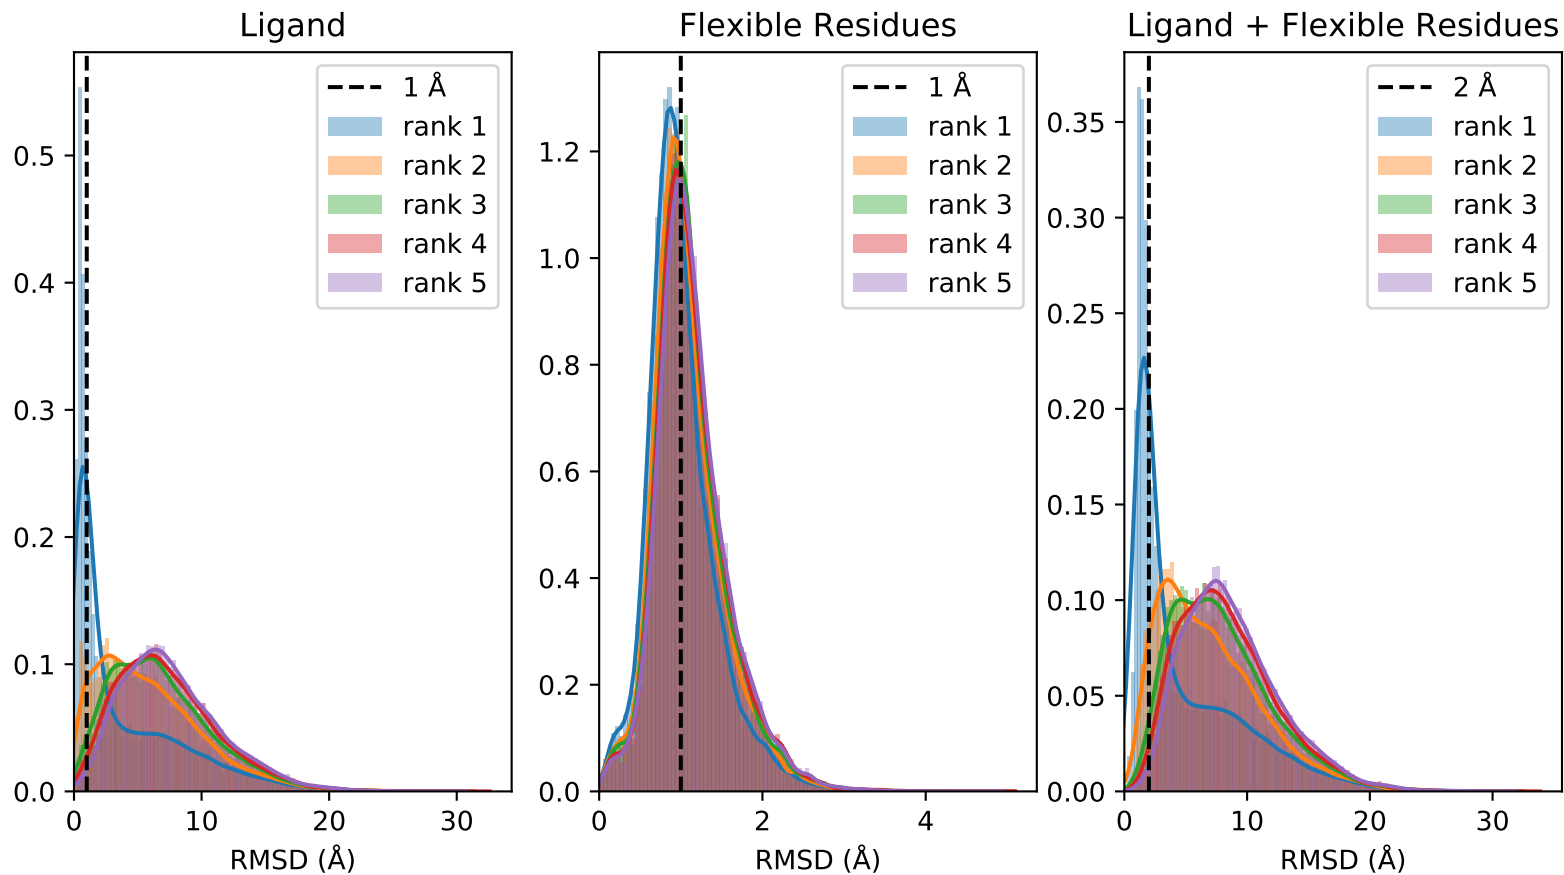 Ligand
0.5
0.4
0.3
0.2
0.1
0.0
0
10
20
30
RMSD (Å)
1 Å
rank 1
rank 2
rank 3
rank 4
rank 5
Flexible Residues
1.2
1.0
0.8
0.6
0.4
0.2
0.0
0
2
4
RMSD (Å)
1 Å
rank 1
rank 2
rank 3
rank 4
rank 5
Ligand + Flexible Residues
0.35
0.30
0.25
0.20
0.15
0.10
0.05
0.00
0
10
20
30
RMSD (Å)
2 Å
rank 1
rank 2
rank 3
rank 4
rank 5